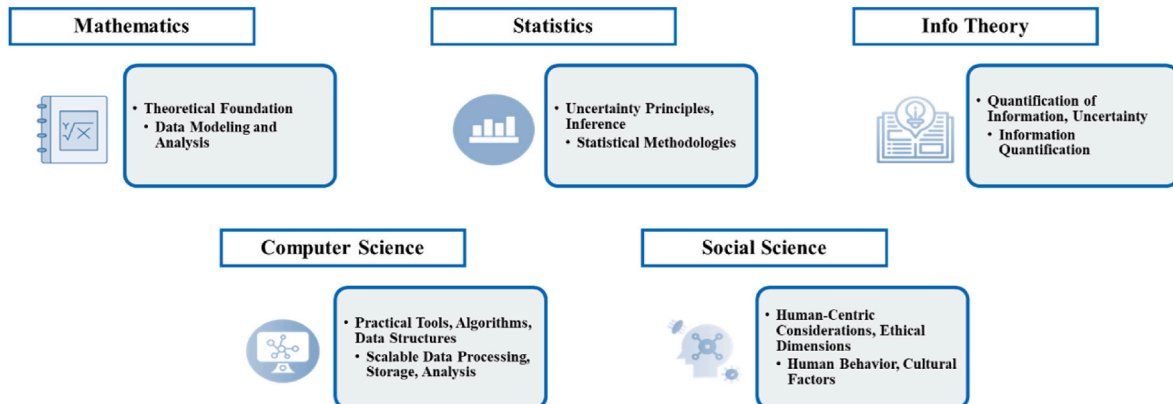 Mathematics
• Theoretical Foundation
• Data Modeling and
Analysis
Y√X
Statistics
• Uncertainty Principles,
Inference
• Statistical Methodologies
Info Theory
• Quantification of
Information, Uncertainty
• Information
Quantification
Computer Science
• Practical Tools, Algorithms,
Data Structures
• Scalable Data Processing,
Storage, Analysis
Social Science
• Human-Centric
Considerations, Ethical
Dimensions
• Human Behavior, Cultural
Factors